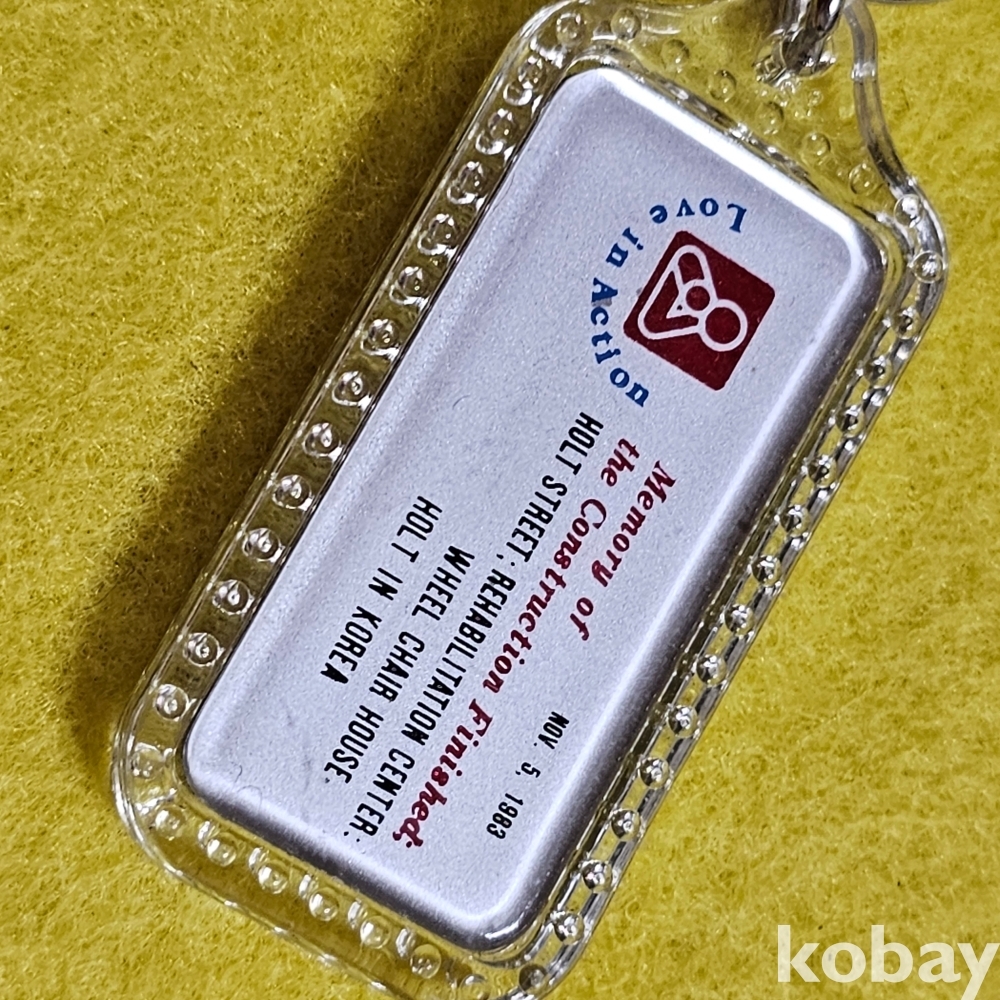 Love in Action
Memory of
the Construction Finished;
HOLT STREET, REHABILITATION CENTER.
WHEEL CHAIR HOUSE.
HOLT IN KOREA
NOV. 5, 1983
kobay